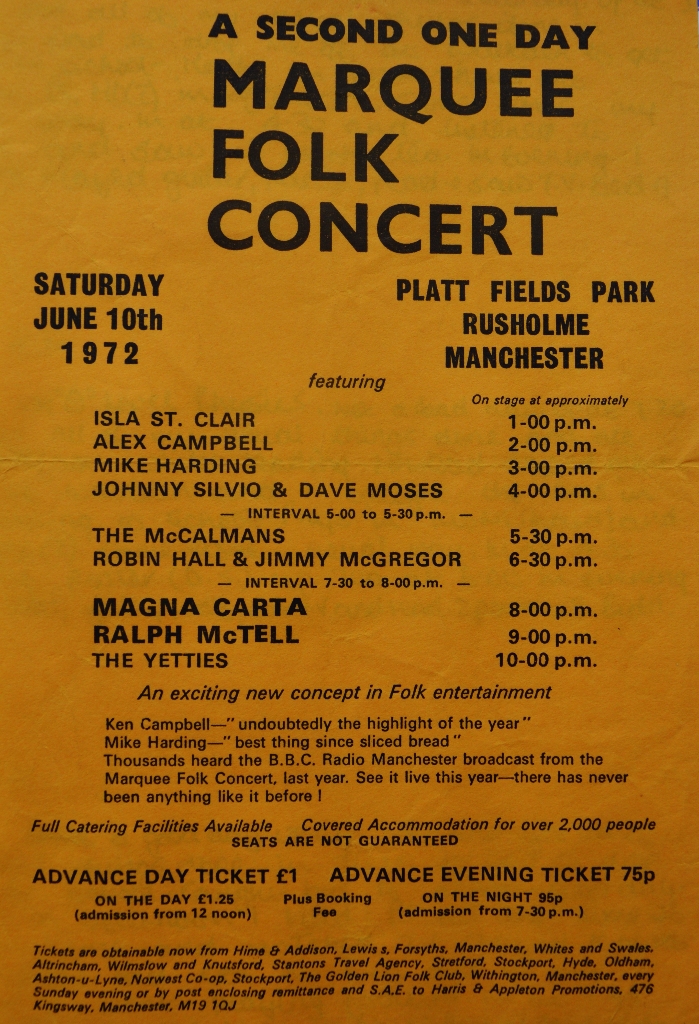 A SECOND ONE DAY
MARQUEE
FOLK
CONCERT
SATURDAY
JUNE 10th
1972
PLATT FIELDS PARK
RUSHOLME
MANCHESTER
featuring
On stage at approximately
ISLA ST. CLAIR 1-00 p.m.
ALEX CAMPBELL 2-00 p.m.
MIKE HARDING 3-00 p.m.
JOHNNY SILVIO & DAVE MOSES 4-00 p.m.
— INTERVAL 5-00 to 5-30 p.m. —
THE McCALMANS 5-30 p.m.
ROBIN HALL & JIMMY McGREGOR 6-30 p.m.
— INTERVAL 7-30 to 8-00 p.m. —
MAGNA CARTA 8-00 p.m.
RALPH McTELL 9-00 p.m.
THE YETTIES 10-00 p.m.
An exciting new concept in Folk entertainment
Ken Campbell—" undoubtedly the highlight of the year "
Mike Harding—" best thing since sliced bread "
Thousands heard the B.B.C. Radio Manchester broadcast from the
Marquee Folk Concert, last year. See it live this year—there has never
been anything like it before !
Full Catering Facilities Available Covered Accommodation for over 2,000 people
SEATS ARE NOT GUARANTEED
ADVANCE DAY TICKET £1 ADVANCE EVENING TICKET 75p
ON THE DAY £1.25 Plus Booking ON THE NIGHT 95p
(admission from 12 noon) Fee (admission from 7-30 p.m.)
Tickets are obtainable now from Hime & Addison, Lewis s, Forsyths, Manchester, Whites and Swales.
Altrincham, Wilmslow and Knutsford, Stantons Travel Agency, Stretford, Stockport, Hyde, Oldham,
Ashton-u-Lyne, Norwest Co-op, Stockport, The Golden Lion Folk Club, Withington, Manchester, every
Sunday evening or by post enclosing remittance and S.A.E. to Harris & Appleton Promotions, 476
Kingsway, Manchester, M19 1QJ